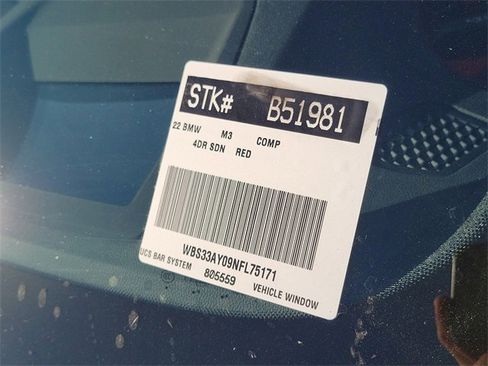 STK# B51981
22 BMW M3 COMP
4DR SDN RED
WBS33AY09NFL75171
UCS BAR SYSTEM 805559 VEHICLE WINDOW